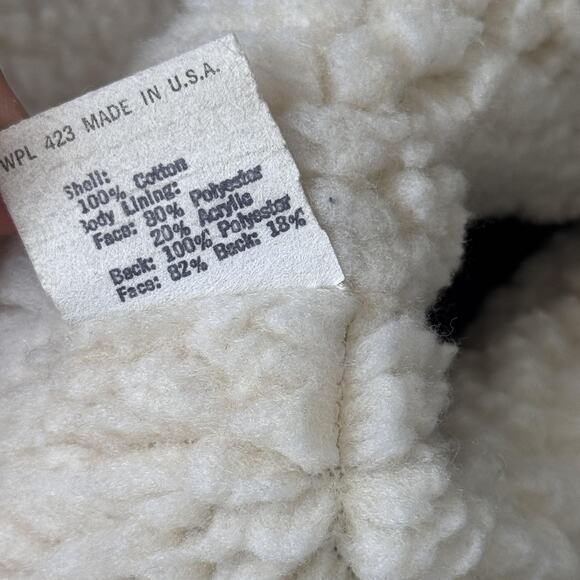 WPL 423 MADE IN U.S.A.
Shell:
100% Cotton
Body Lining:
Face: 80% Polyester
20% Acrylic
Back: 100% Polyester
Face: 82% Back: 18%